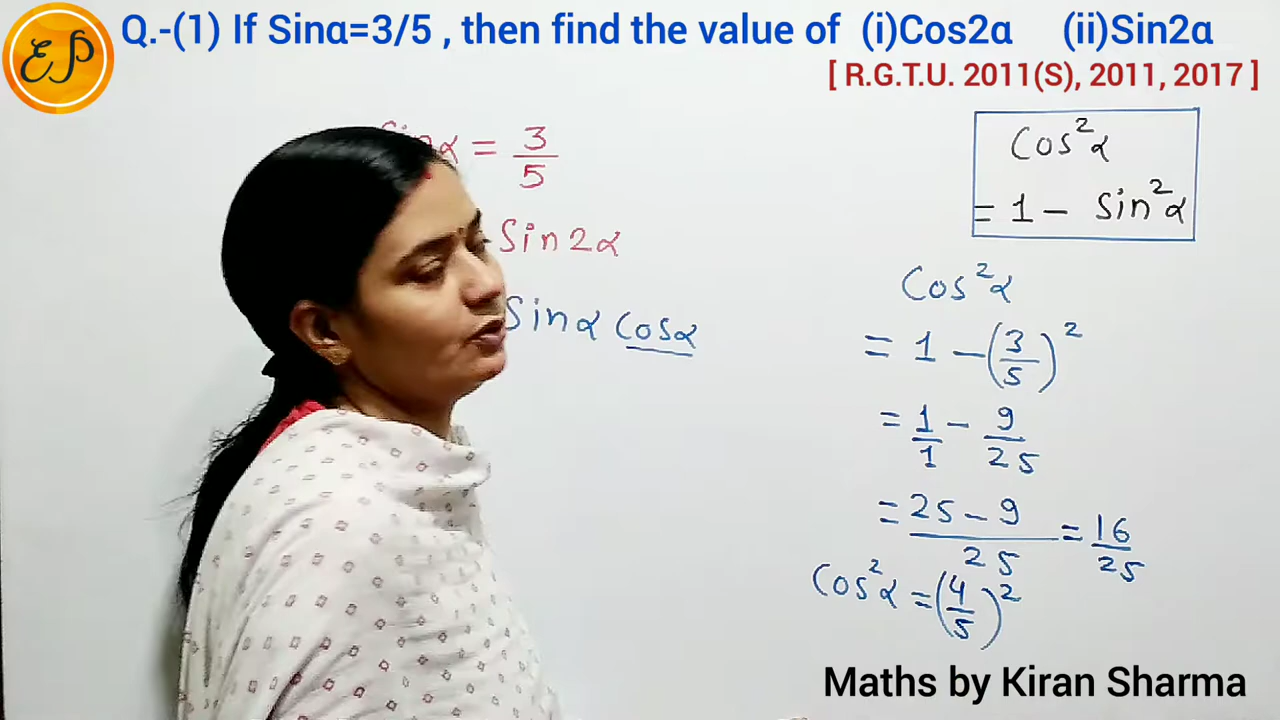 EP
Q.-(1) If Sinα=3/5 , then find the value of (i)Cos2α (ii)Sin2α
[ R.G.T.U. 2011(S), 2011, 2017 ]
Sinα = 3/5
Sin2α
Sinα Cosα
Cos²α
= 1 - Sin²α
Cos²α
= 1 - (3/5)²
= 1/1 - 9/25
= 25 - 9/25 = 16/25
Cos²α = (4/5)²
Maths by Kiran Sharma